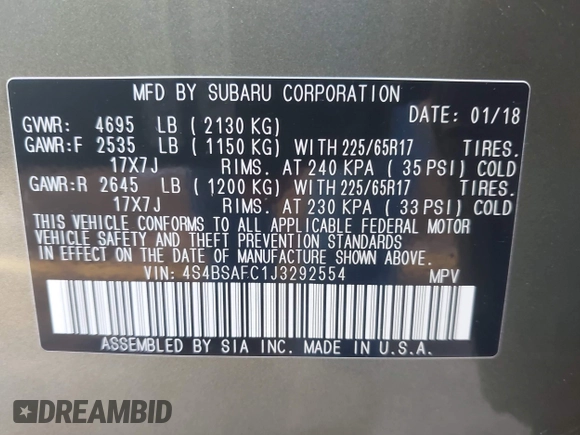 MFD BY SUBARU CORPORATION
DATE: 01/18
GVWR: 4695 LB ( 2130 KG)
GAWR:F 2535 LB ( 1150 KG) WITH 225/65R17 TIRES.
17X7J RIMS. AT 240 KPA ( 35 PSI) COLD
GAWR:R 2645 LB ( 1200 KG) WITH 225/65R17 TIRES.
17X7J RIMS. AT 230 KPA ( 33 PSI) COLD
THIS VEHICLE CONFORMS TO ALL APPLICABLE FEDERAL MOTOR
VEHICLE SAFETY AND THEFT PREVENTION STANDARDS IN
EFFECT ON THE DATE OF MANUFACTURE SHOWN ABOVE.
VIN: 4S4BSAFC1J3292554 MPV
ASSEMBLED BY SIA INC. MADE IN U.S.A.
DREAMBID